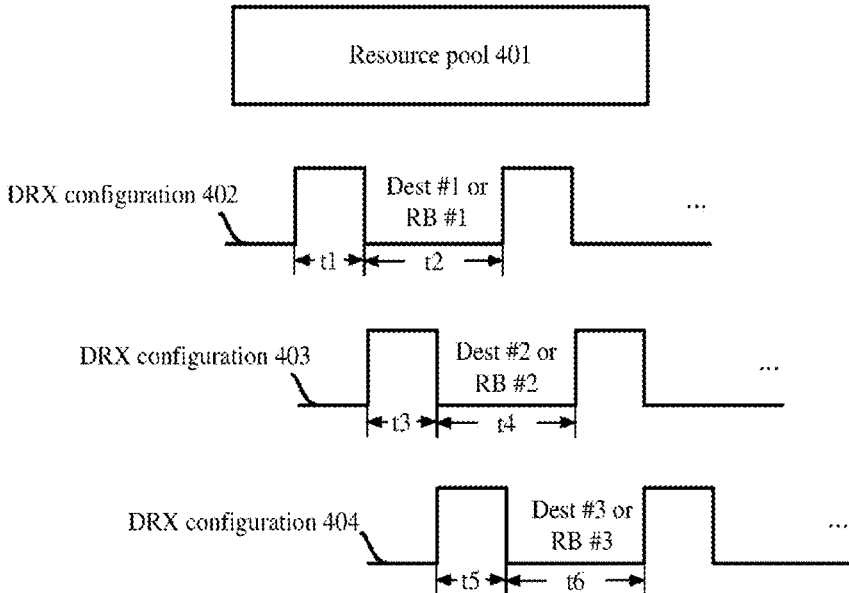 Resource pool 401
DRX configuration 402
Dest #1 or
RB #1
...
t1
t2
DRX configuration 403
Dest #2 or
RB #2
...
t3
t4
DRX configuration 404
Dest #3 or
RB #3
...
t5
t6